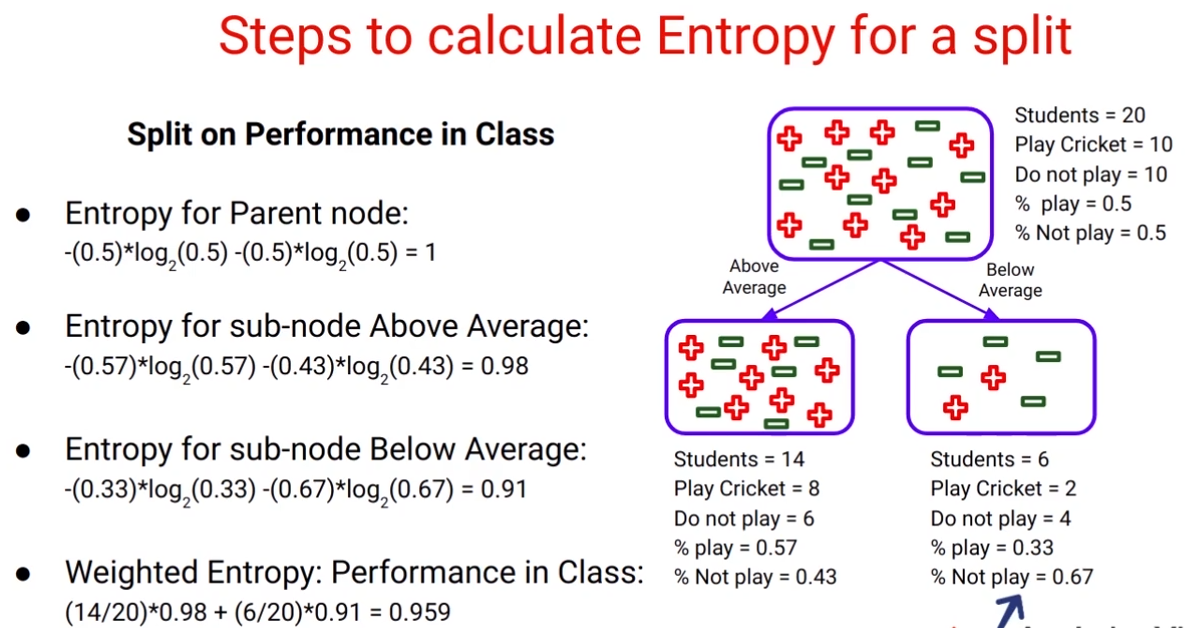 Steps to calculate Entropy for a split
Split on Performance in Class
● Entropy for Parent node:
-(0.5)*log₂(0.5) -(0.5)*log₂(0.5) = 1
● Entropy for sub-node Above Average:
-(0.57)*log₂(0.57) -(0.43)*log₂(0.43) = 0.98
● Entropy for sub-node Below Average:
-(0.33)*log₂(0.33) -(0.67)*log₂(0.67) = 0.91
● Weighted Entropy: Performance in Class:
(14/20)*0.98 + (6/20)*0.91 = 0.959
Students = 20
Play Cricket = 10
Do not play = 10
% play = 0.5
% Not play = 0.5
Above
Average
Below
Average
Students = 14
Play Cricket = 8
Do not play = 6
% play = 0.57
% Not play = 0.43
Students = 6
Play Cricket = 2
Do not play = 4
% play = 0.33
% Not play = 0.67